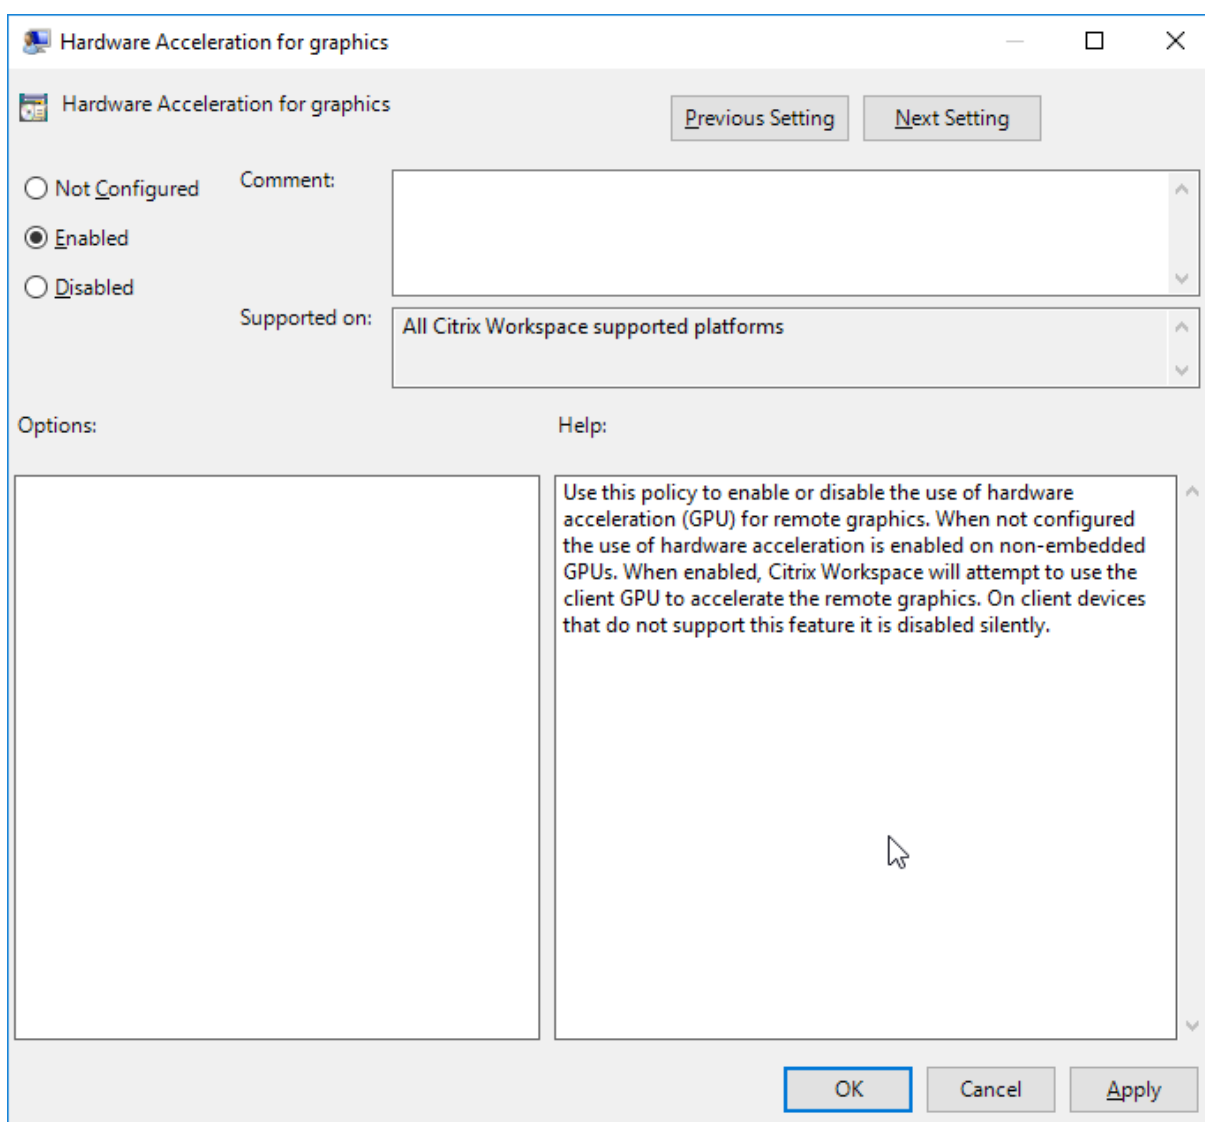 Hardware Acceleration for graphics
Hardware Acceleration for graphics
Previous Setting
Next Setting
Not Configured
Enabled
Disabled
Comment:
Supported on:
All Citrix Workspace supported platforms
Options:
Help:
Use this policy to enable or disable the use of hardware
acceleration (GPU) for remote graphics. When not configured
the use of hardware acceleration is enabled on non-embedded
GPUs. When enabled, Citrix Workspace will attempt to use the
client GPU to accelerate the remote graphics. On client devices
that do not support this feature it is disabled silently.
OK
Cancel
Apply